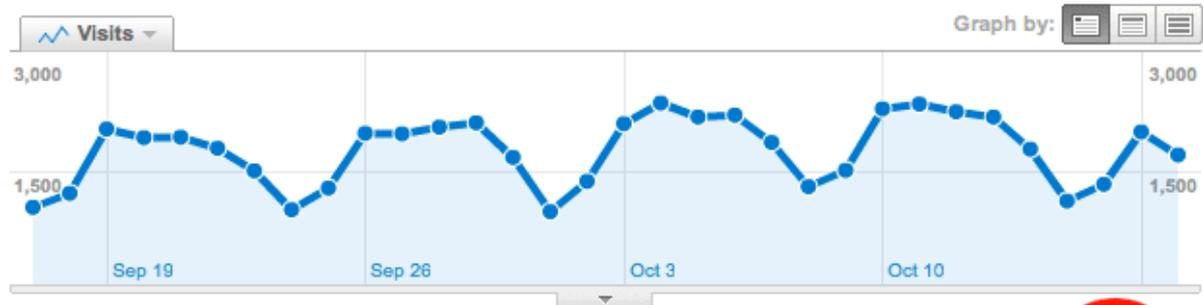 Visits
Graph by:
3,000 3,000
1,500 1,500
Sep 19 Sep 26 Oct 3 Oct 10